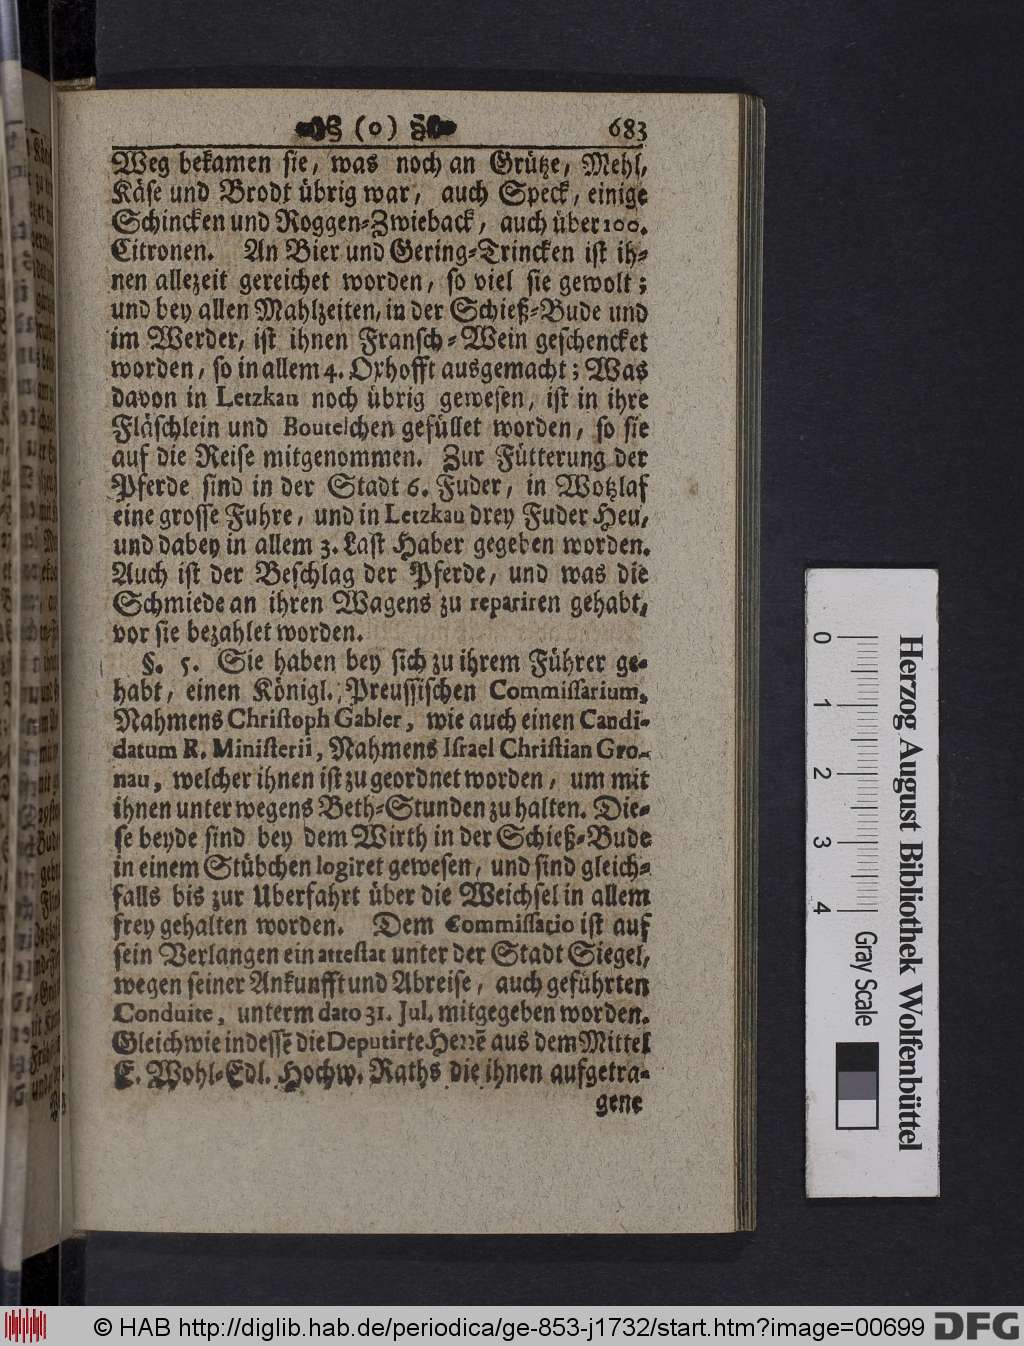 (o) 683
Weg bekamen sie, was noch an Grütze, Mehl,
Käse und Brodt übrig war, auch Speck, einige
Schincken und Roggen-Zwieback, auch über 100.
Citronen. An Bier und Gering-Trincken ist ih-
nen allezeit gereichet worden, so viel sie gewolt;
und bey allen Mahlzeiten, in der Schieß-Bude und
im Werder, ist ihnen Fransch-Wein geschencket
worden, so in allem 4. Oxhofft ausgemacht; Was
davon in Letzkau noch übrig gewesen, ist in ihre
Fläschlein und Boutelchen gefüllet worden, so sie
auf die Reise mitgenommen. Zur Fütterung der
Pferde sind in der Stadt 6. Fuder, in Wotzlaf
eine grosse Fuhre, und in Letzkau drey Fuder Heu,
und dabey in allem 3. Last Haber gegeben worden.
Auch ist der Beschlag der Pferde, und was die
Schmiede an ihren Wagens zu repariren gehabt,
vor sie bezahlet worden.
§. 5. Sie haben bey sich zu ihrem Führer ge-
habt, einen Königl. Preussischen Commissarium,
Nahmens Christoph Gabler, wie auch einen Candi-
datum R. Ministerii, Nahmens Israel Christian Gro-
nau, welcher ihnen ist zu geordnet worden, um mit
ihnen unterwegens Beth-Stunden zu halten. Die-
se beyde sind bey dem Wirth in der Schieß-Bude
in einem Stübchen logiret gewesen, und sind gleich-
falls bis zur Uberfahrt über die Weichsel in allem
frey gehalten worden. Dem Commissario ist auf
sein Verlangen ein attestat unter der Stadt Siegel,
wegen seiner Ankunfft und Abreise, auch geführten
Conduite, unterm dato 31. Jul. mitgegeben worden.
Gleichwie indessē die Deputirte Herrē aus dem Mittel
E. Wohl-Edl. Hochw. Raths die ihnen aufgetra-
gene
0 1 2 3 4
Gray Scale
Herzog August Bibliothek Wolfenbüttel
© HAB http://diglib.hab.de/periodica/ge-853-j1732/start.htm?image=00699
DFG